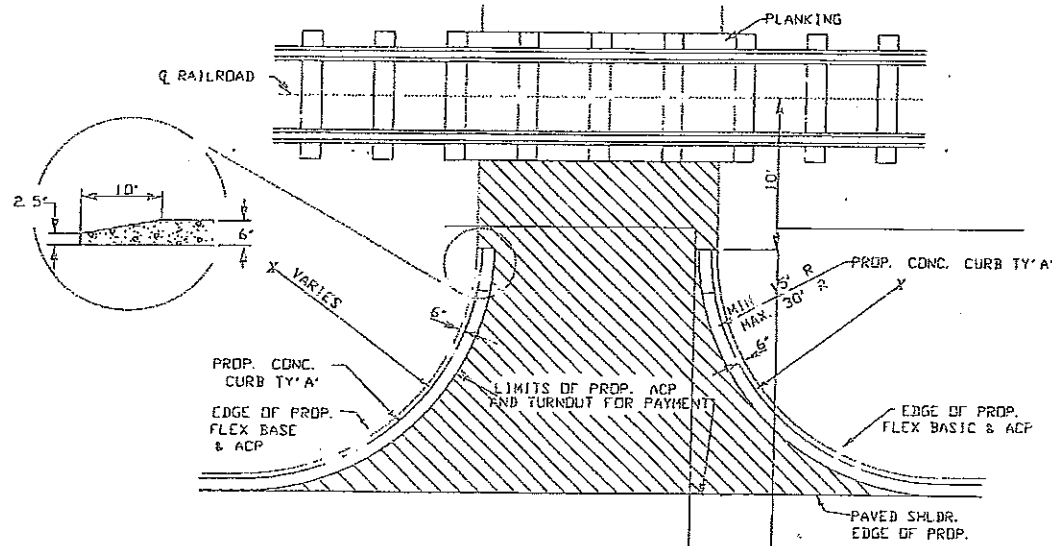 PLANKING
℄ RAILROAD
10'
2.5"
6"
10'
VARIES
6"
PROP. CONC. CURB TY'A'
MIN 15' R
MAX. 30' R
6"
PROP. CONC.
CURB TY'A'
LIMITS OF PROP. ACP
AND TURNOUT FOR PAYMENT
EDGE OF PROP.
FLEX BASE
& ACP
EDGE OF PROP.
FLEX BASIC & ACP
PAVED SHLDR.
EDGE OF PROP.